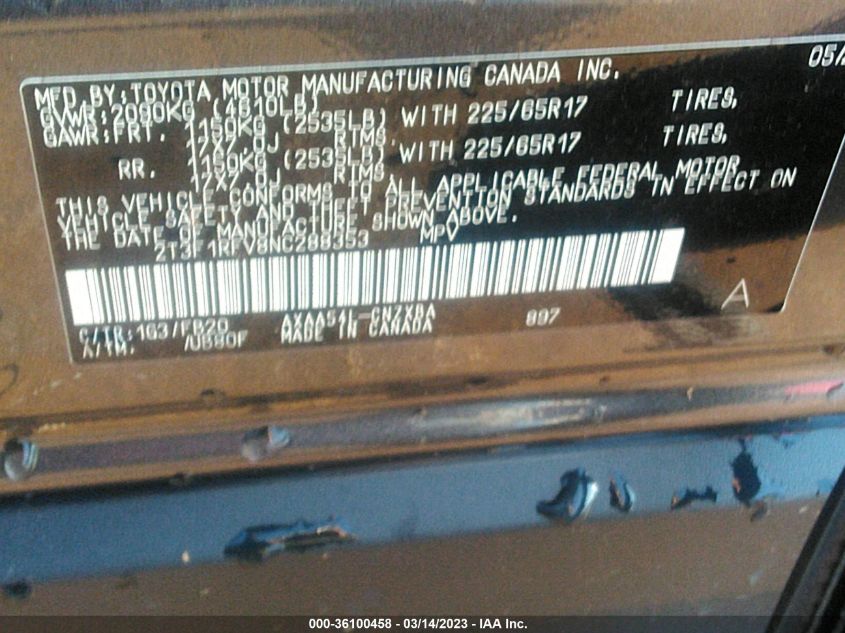 05/
MFD BY: TOYOTA MOTOR MANUFACTURING CANADA INC.
GVWR: 2090KG (4610LB)
GAWR: FRT. 1150KG (2535LB) WITH 225/65R17 TIRES,
17X7.0J RIMS,
RR. 1150KG (2535LB) WITH 225/65R17 TIRES,
17X7.0J RIMS,
THIS VEHICLE CONFORMS TO ALL APPLICABLE FEDERAL MOTOR
VEHICLE SAFETY AND THEFT PREVENTION STANDARDS IN EFFECT ON
THE DATE OF MANUFACTURE SHOWN ABOVE.
2T3F1RFV8NC288353 MPV
A
C/TR: 1G3/FB20 AXAA54L-CNZXBA 897
A/TM. /UB80F MADE IN CANADA
000-36100458 - 03/14/2023 - IAA Inc.